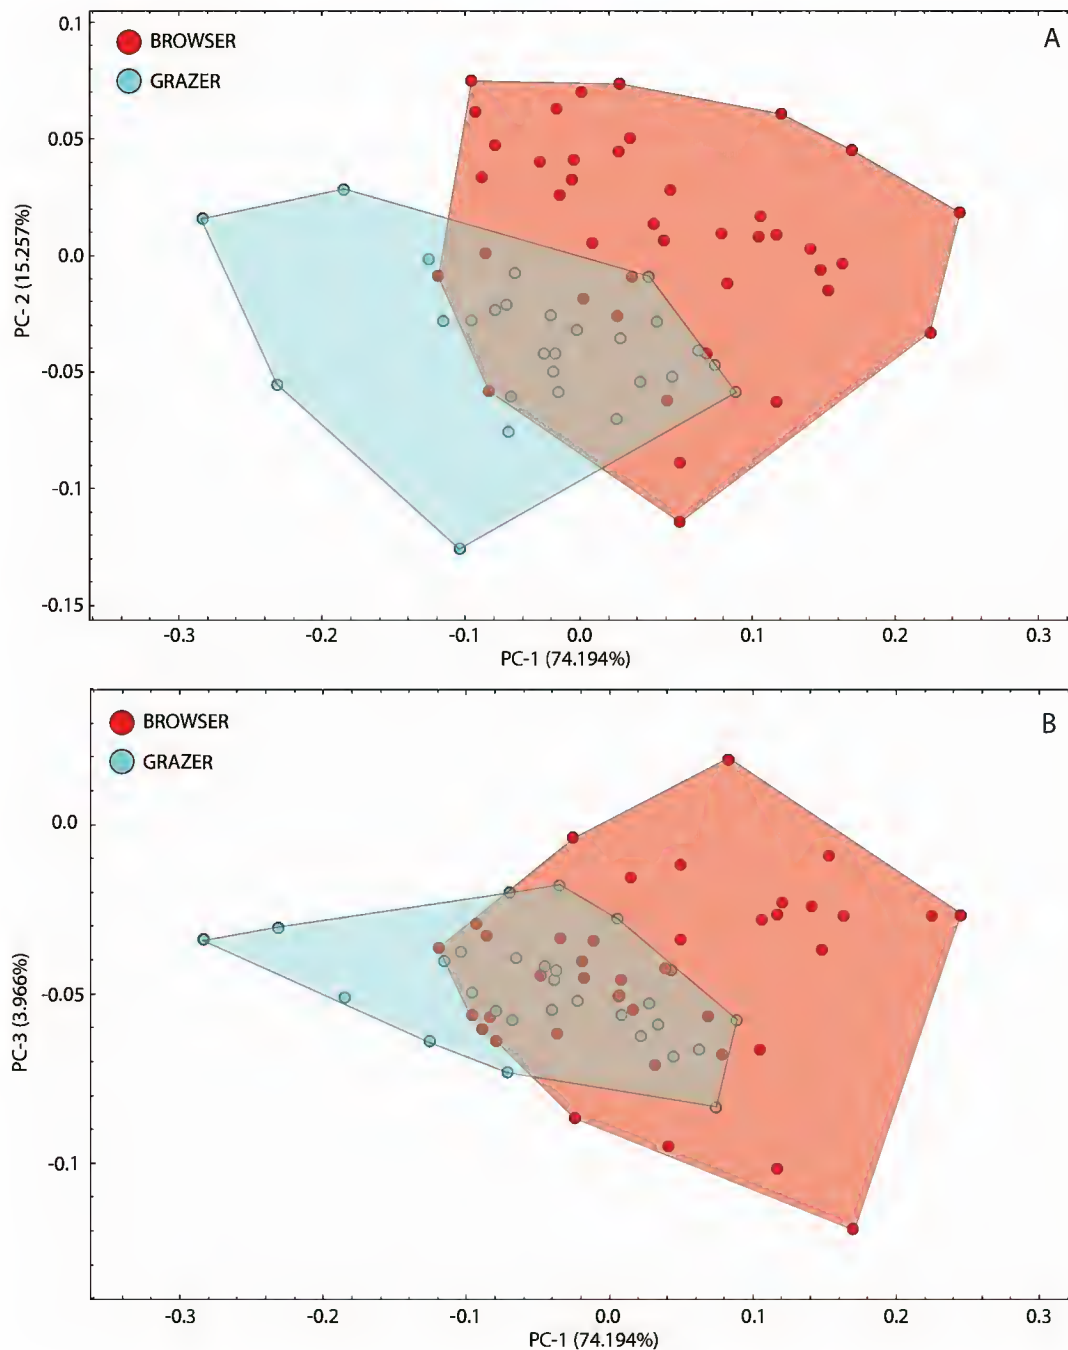 A
BROWSER
GRAZER
0.1
0.05
0.0
-0.05
-0.1
-0.15
PC- 2 (15.257%)
-0.3 -0.2 -0.1 0.0 0.1 0.2 0.3
PC-1 (74.194%)
B
BROWSER
GRAZER
0.0
-0.05
-0.1
PC-3 (3.966%)
-0.3 -0.2 -0.1 0.0 0.1 0.2 0.3
PC-1 (74.194%)